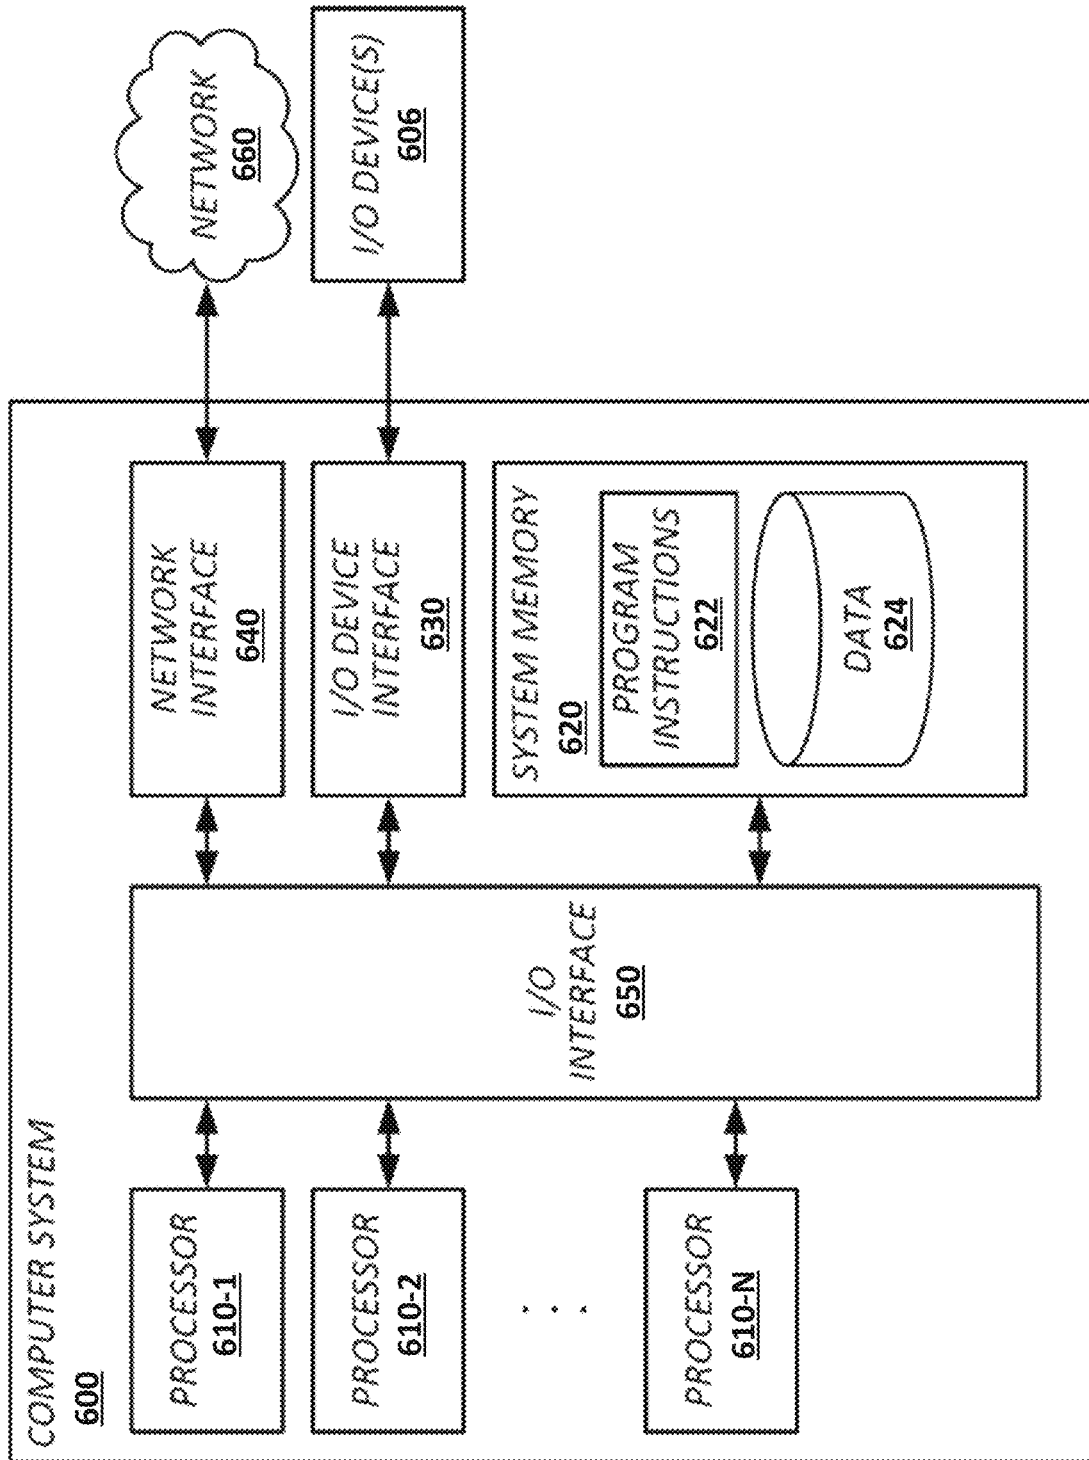 COMPUTER SYSTEM
600
PROCESSOR
610-1
PROCESSOR
610-2
. . .
PROCESSOR
610-N
I/O
INTERFACE
650
NETWORK
INTERFACE
640
I/O DEVICE
INTERFACE
630
SYSTEM MEMORY
620
PROGRAM
INSTRUCTIONS
622
DATA
624
NETWORK
660
I/O DEVICE(S)
606